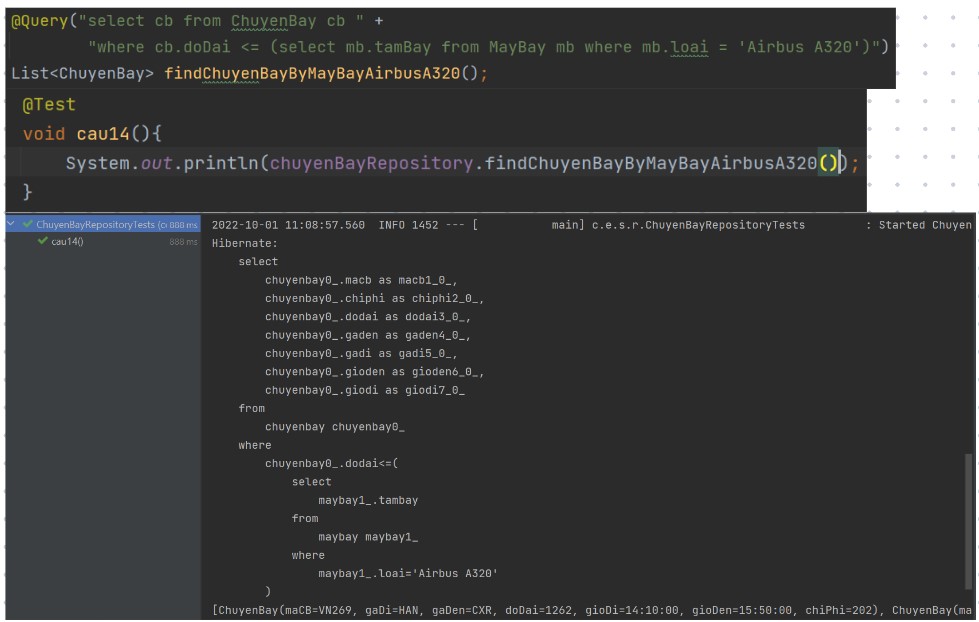 @Query("select cb from ChuyenBay cb " +
"where cb.doDai <= (select mb.tamBay from MayBay mb where mb.loai = 'Airbus A320')")
List<ChuyenBay> findChuyenBayByMayBayAirbusA320();
@Test
void cau14(){
System.out.println(chuyenBayRepository.findChuyenBayByMayBayAirbusA320());
}
ChuyenBayRepositoryTests (c 888 ms
cau14() 888 ms
2022-10-01 11:08:57.560 INFO 1452 --- [ main] c.e.s.r.ChuyenBayRepositoryTests : Started Chuyen
Hibernate:
select
chuyenbay0_.macb as macb1_0_,
chuyenbay0_.chiphi as chiphi2_0_,
chuyenbay0_.dodai as dodai3_0_,
chuyenbay0_.gaden as gaden4_0_,
chuyenbay0_.gadi as gadi5_0_,
chuyenbay0_.gioden as gioden6_0_,
chuyenbay0_.giodi as giodi7_0_
from
chuyenbay chuyenbay0_
where
chuyenbay0_.dodai<=(
select
maybay1_.tambay
from
maybay maybay1_
where
maybay1_.loai='Airbus A320'
)
[ChuyenBay(maCB=VN269, gaDi=HAN, gaDen=CXR, doDai=1262, gioDi=14:10:00, gioDen=15:50:00, chiPhi=202), ChuyenBay(ma